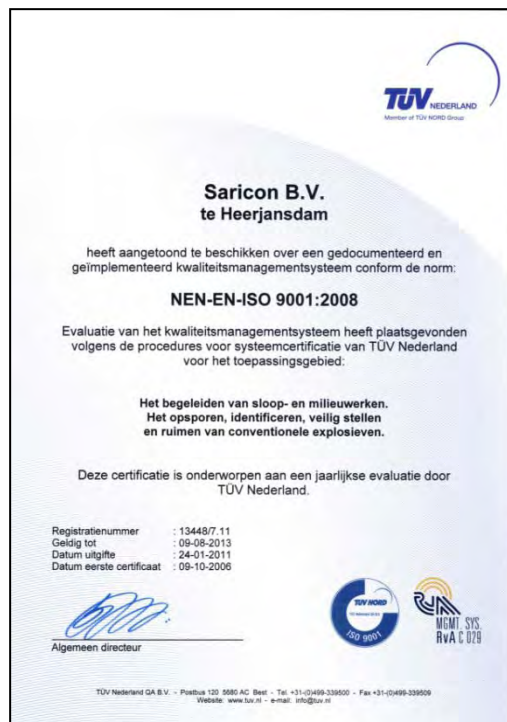 TÜV NEDERLAND
Member of TÜV NORD Group
Saricon B.V.
te Heerjansdam
heeft aangetoond te beschikken over een gedocumenteerd en
geïmplementeerd kwaliteitsmanagementsysteem conform de norm:
NEN-EN-ISO 9001:2008
Evaluatie van het kwaliteitsmanagementsysteem heeft plaatsgevonden
volgens de procedures voor systeemcertificatie van TÜV Nederland
voor het toepassingsgebied:
Het begeleiden van sloop- en milieuwerken.
Het opsporen, identificeren, veilig stellen
en ruimen van conventionele explosieven.
Deze certificatie is onderworpen aan een jaarlijkse evaluatie door
TÜV Nederland.
Registratienummer : 13448/7.11
Geldig tot : 09-08-2013
Datum uitgifte : 24-01-2011
Datum eerste certificaat : 09-10-2006
Algemeen directeur
TUV NORD
ISO 9001
RVA
MGMT. SYS.
RvA C 029
TÜV Nederland QA B.V. - Postbus 120 5680 AC Best - Tel. +31-(0)499-339500 - Fax +31-(0)499-339509
Website: www.tuv.nl - e-mail: info@tuv.nl